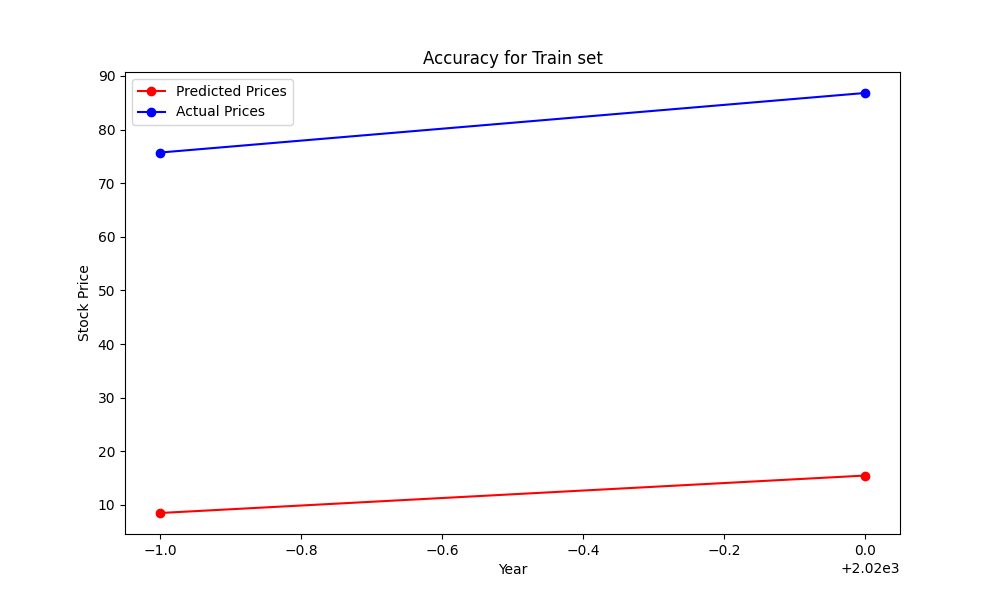 Accuracy for Train set
Predicted Prices
Actual Prices
90
80
70
60
50
40
30
20
10
Stock Price
−1.0 −0.8 −0.6 −0.4 −0.2 0.0
+2.02e3
Year